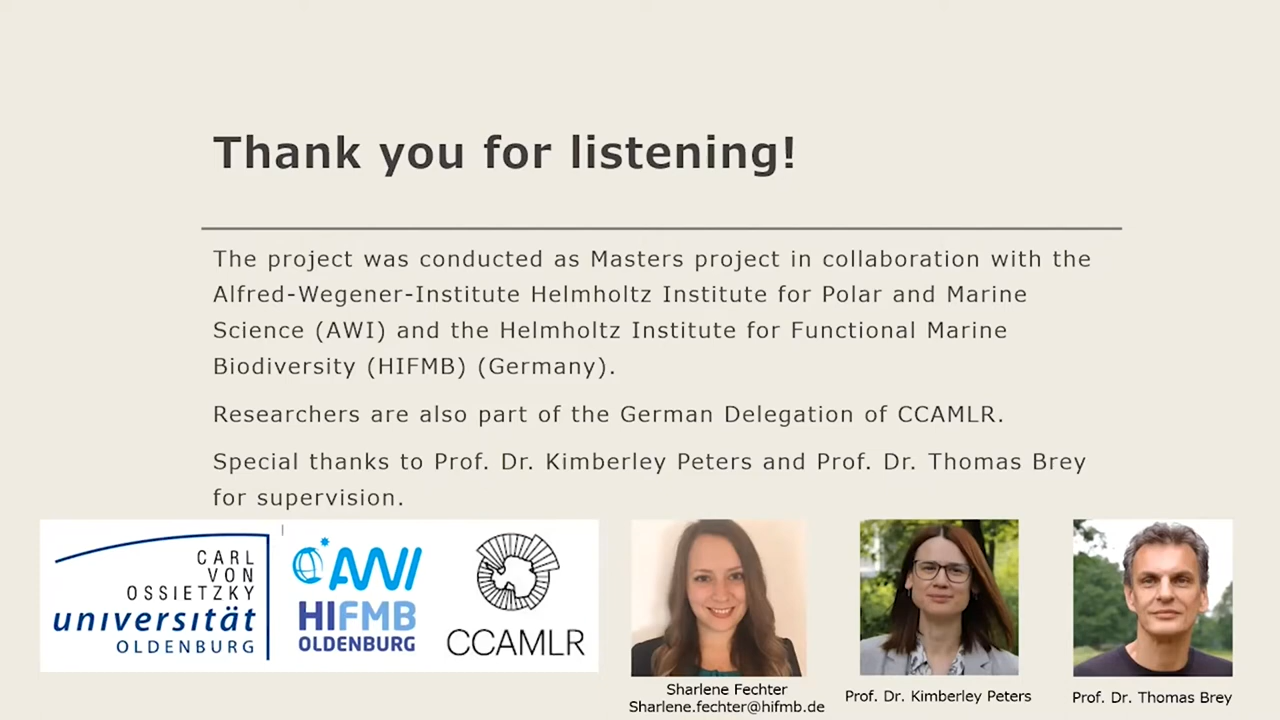 Thank you for listening!
The project was conducted as Masters project in collaboration with the
Alfred-Wegener-Institute Helmholtz Institute for Polar and Marine
Science (AWI) and the Helmholtz Institute for Functional Marine
Biodiversity (HIFMB) (Germany).
Researchers are also part of the German Delegation of CCAMLR.
Special thanks to Prof. Dr. Kimberley Peters and Prof. Dr. Thomas Brey
for supervision.
CARL
VON
OSSIETZKY
universität
OLDENBURG
AWI
HIFMB
OLDENBURG
CCAMLR
Sharlene Fechter
Sharlene.fechter@hifmb.de
Prof. Dr. Kimberley Peters
Prof. Dr. Thomas Brey